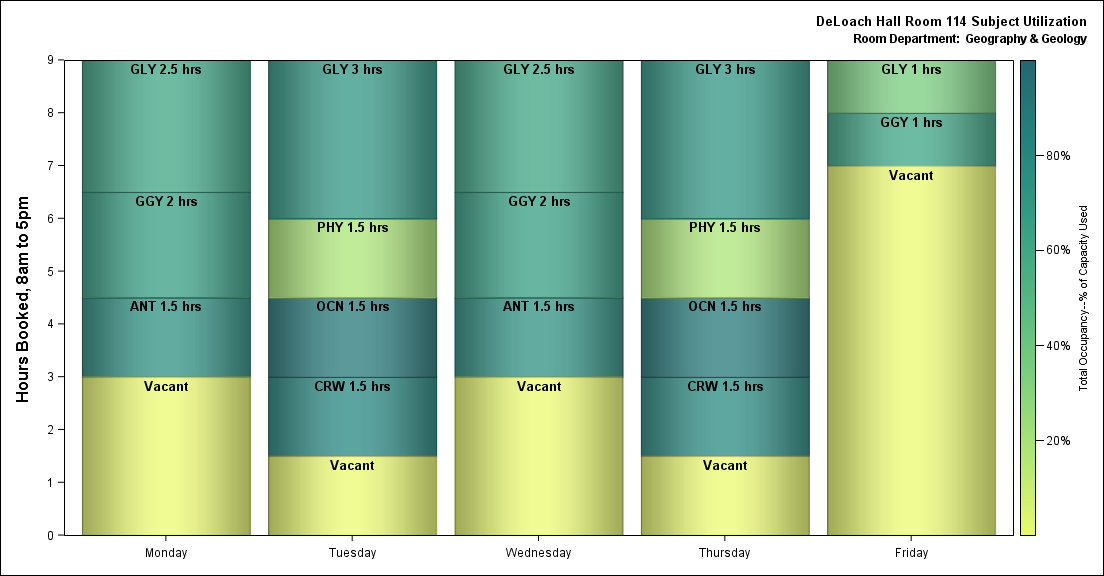 DeLoach Hall Room 114 Subject Utilization
Room Department: Geography & Geology
Hours Booked, 8am to 5pm
9
8
7
6
5
4
3
2
1
0
GLY 2.5 hrs
GGY 2 hrs
ANT 1.5 hrs
Vacant
GLY 3 hrs
PHY 1.5 hrs
OCN 1.5 hrs
CRW 1.5 hrs
Vacant
GLY 2.5 hrs
GGY 2 hrs
ANT 1.5 hrs
Vacant
GLY 3 hrs
PHY 1.5 hrs
OCN 1.5 hrs
CRW 1.5 hrs
Vacant
GLY 1 hrs
GGY 1 hrs
Vacant
Monday
Tuesday
Wednesday
Thursday
Friday
80%
60%
40%
20%
Total Occupancy--% of Capacity Used